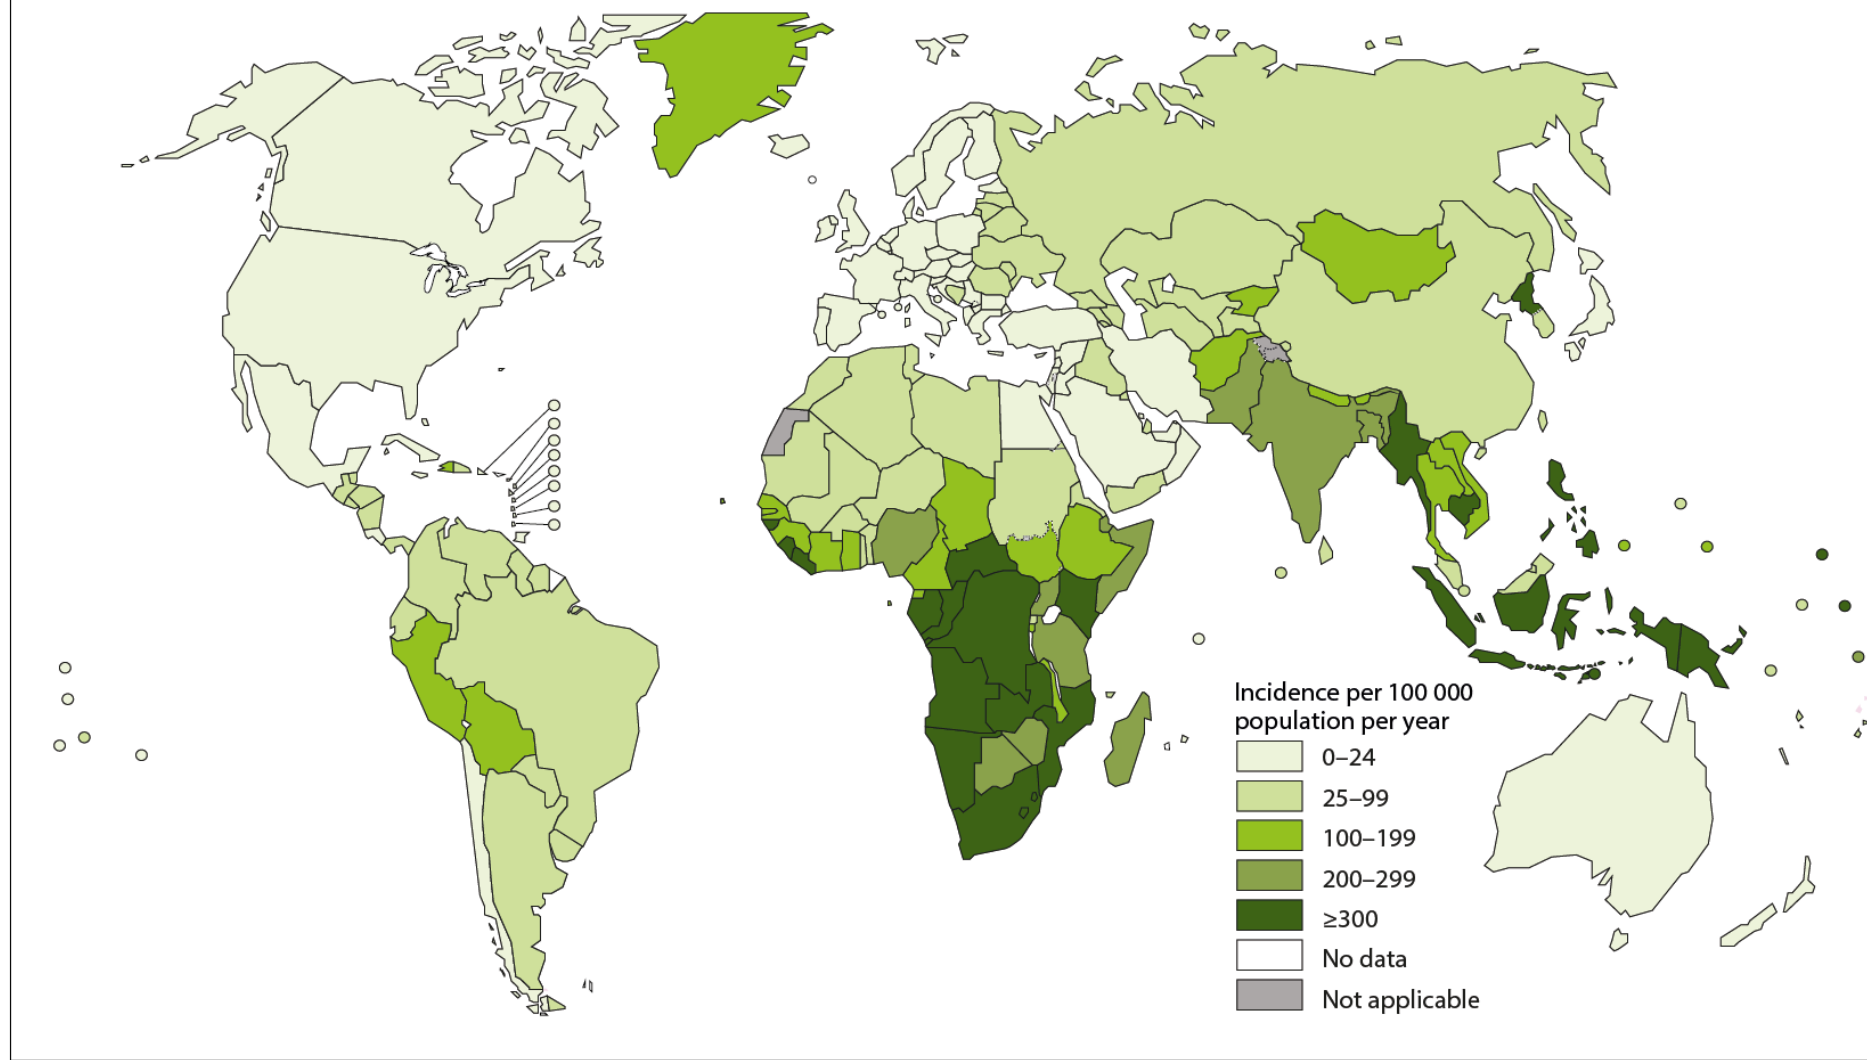 Incidence per 100 000
population per year
0–24
25–99
100–199
200–299
≥300
No data
Not applicable